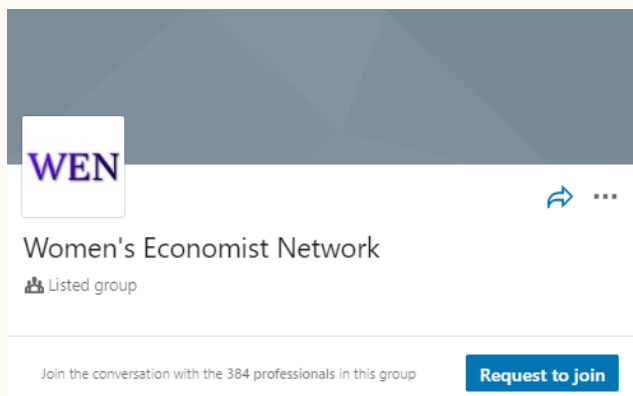 WEN
Women's Economist Network
Listed group
Join the conversation with the 384 professionals in this group
Request to join